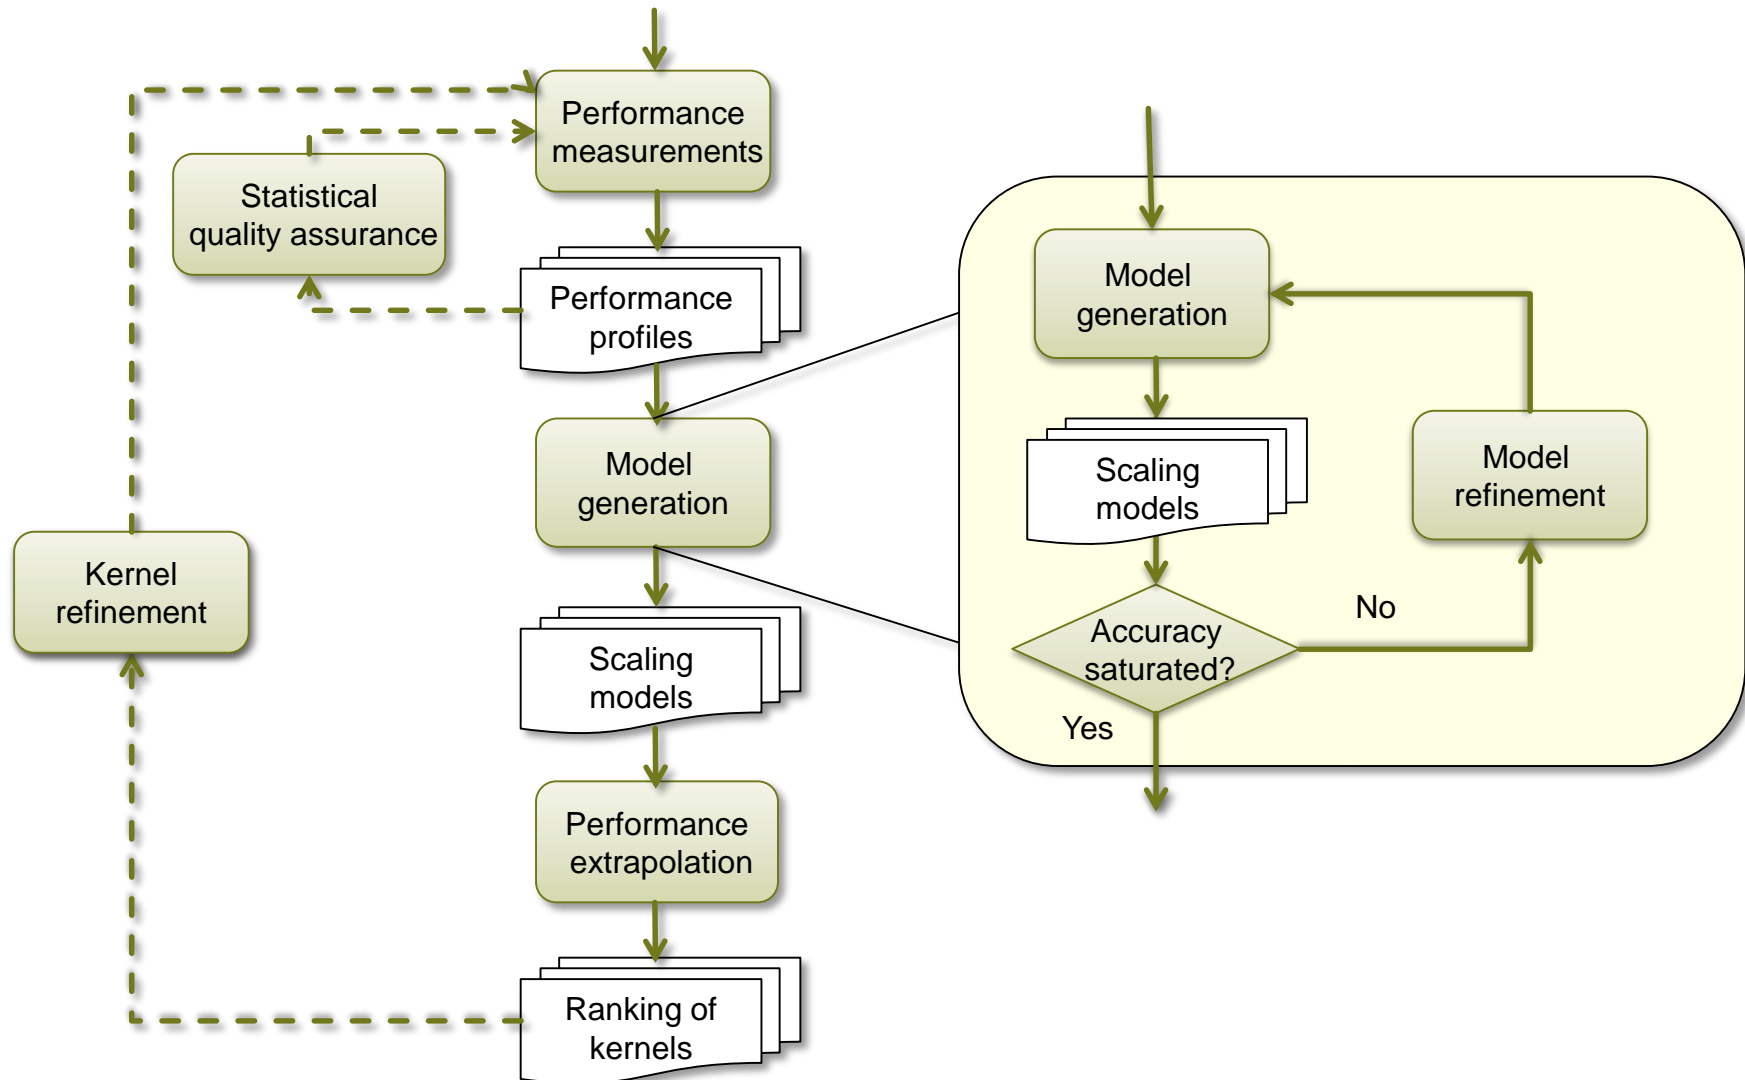 Performance
measurements
Statistical
quality assurance
Performance
profiles
Model
generation
Kernel
refinement
Scaling
models
Performance
extrapolation
Ranking of
kernels
Model
generation
Scaling
models
Model
refinement
No
Accuracy
saturated?
Yes